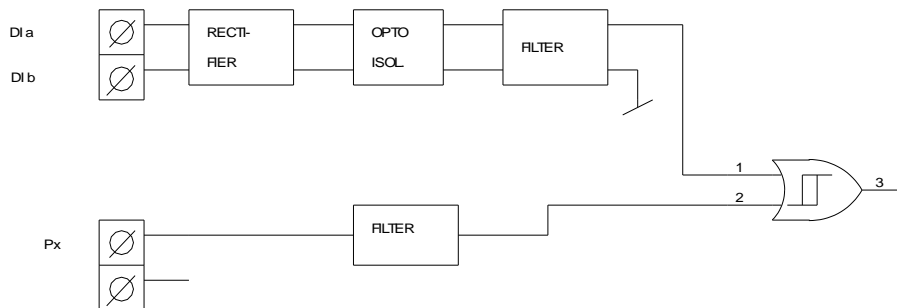 DI a
DI b
RECTI-
FIER
OPTO
ISOL.
FILTER
1
2
3
Px
FILTER